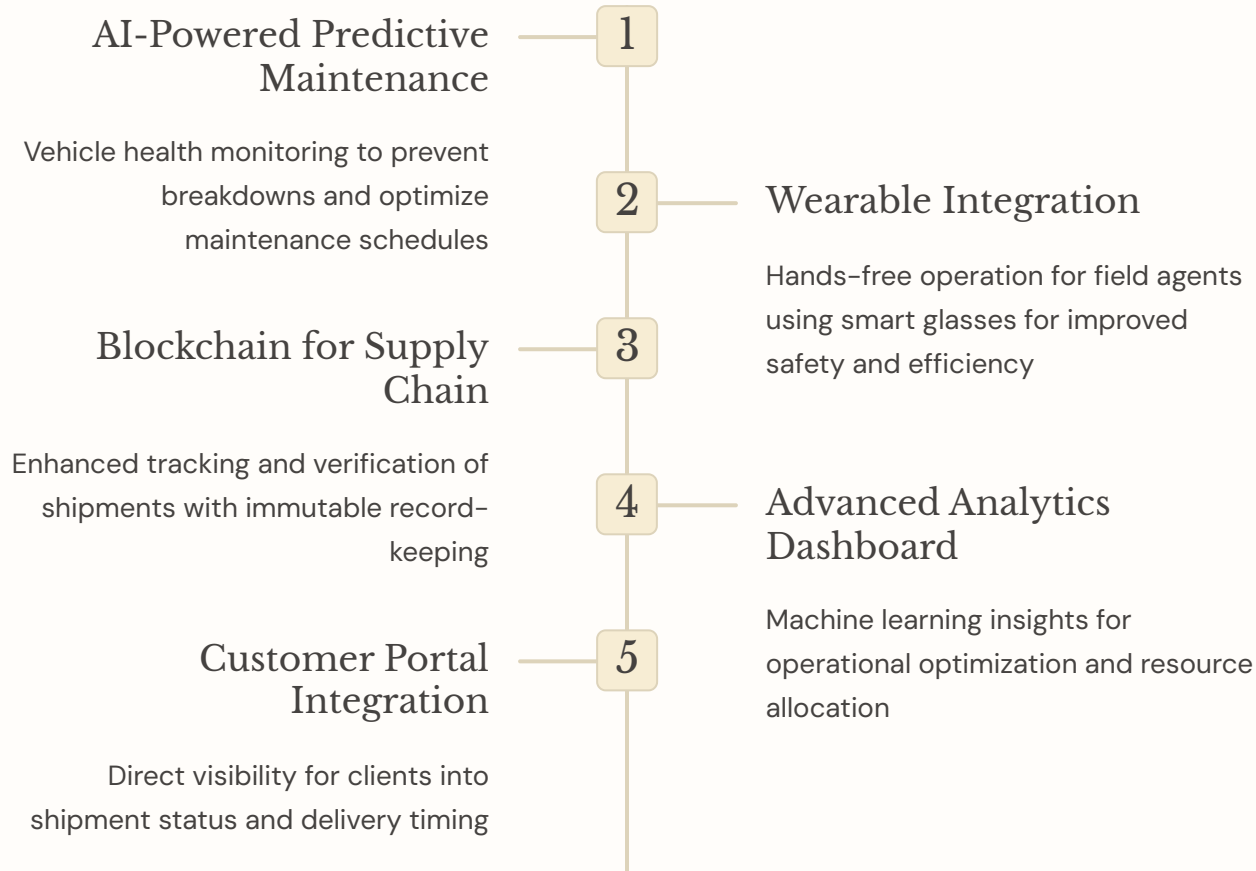 1
AI-Powered Predictive
Maintenance
Vehicle health monitoring to prevent
breakdowns and optimize
maintenance schedules
2
Wearable Integration
Hands-free operation for field agents
using smart glasses for improved
safety and efficiency
3
Blockchain for Supply
Chain
Enhanced tracking and verification of
shipments with immutable record-
keeping
4
Advanced Analytics
Dashboard
Machine learning insights for
operational optimization and resource
allocation
5
Customer Portal
Integration
Direct visibility for clients into
shipment status and delivery timing